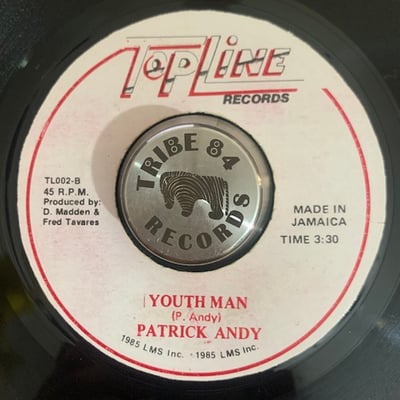 TOPLINE
RECORDS
TL002-B
45 R.P.M.
Produced by:
D. Madden &
Fred Tavares
TRIBE 84
RECORDS
MADE IN
JAMAICA
TIME 3:30
YOUTH MAN
(P. Andy)
PATRICK ANDY
1985 LMS Inc. · 1985 LMS Inc.